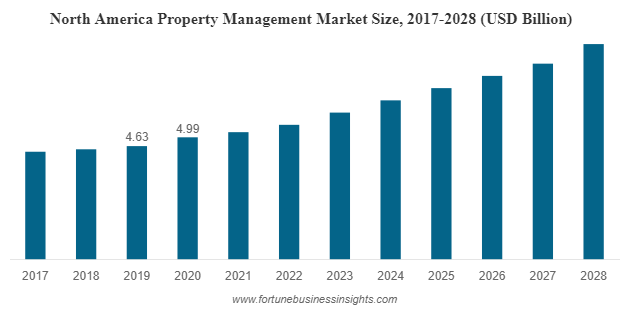 North America Property Management Market Size, 2017-2028 (USD Billion)
4.63
4.99
2017 2018 2019 2020 2021 2022 2023 2024 2025 2026 2027 2028
www.fortunebusinessinsights.com